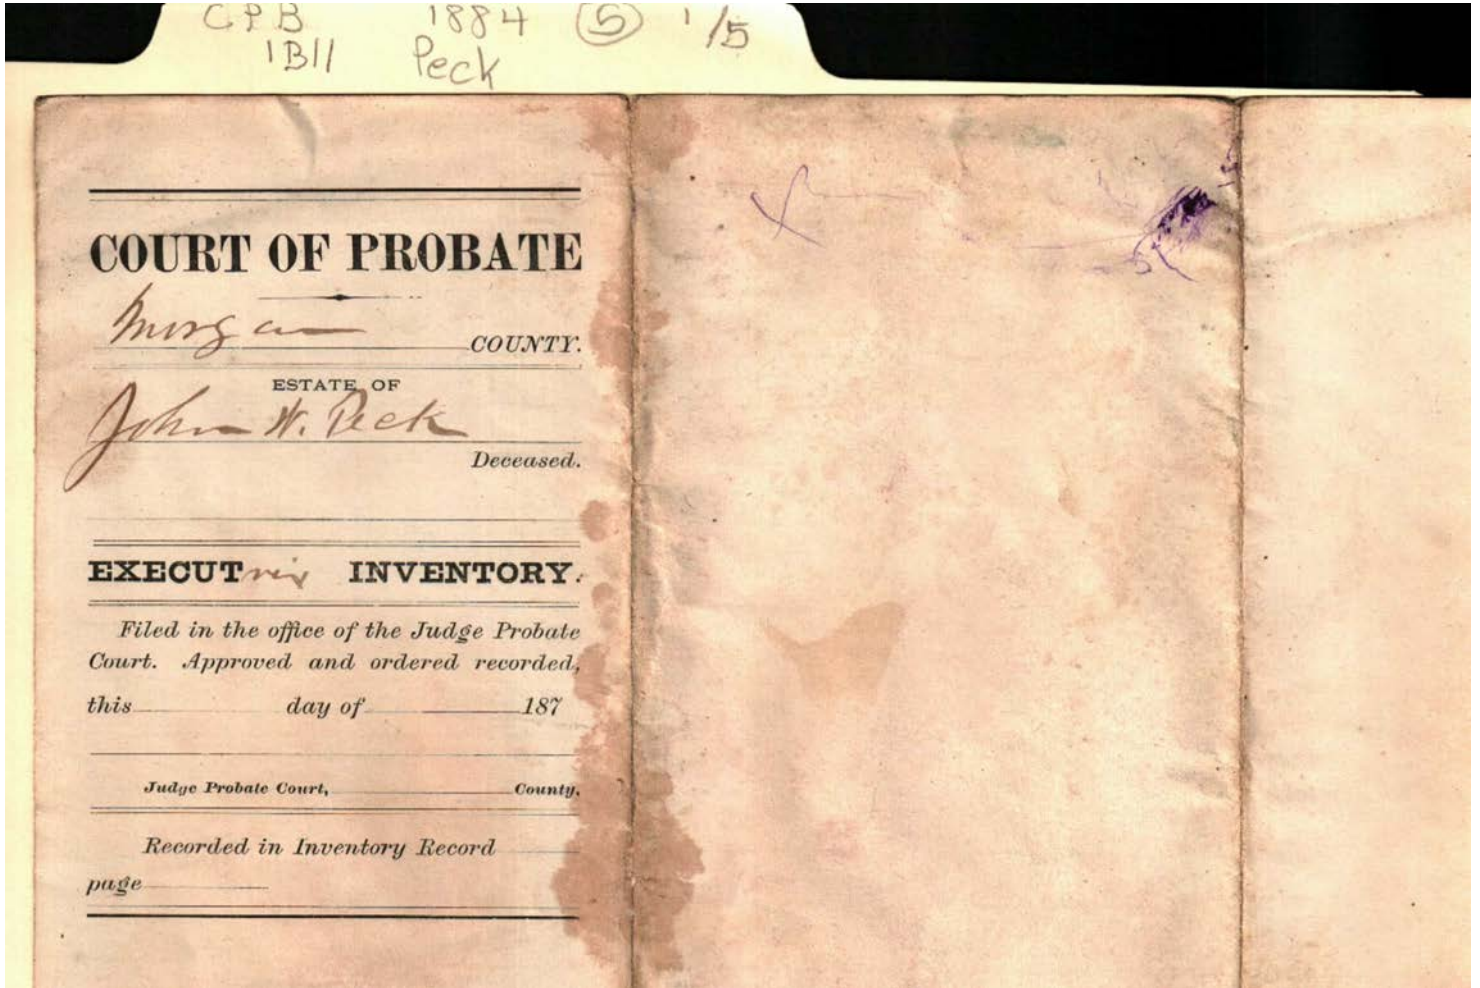 CPB 1884 (5) 1/5
1B11 Peck
COURT OF PROBATE
Morgan COUNTY.
ESTATE OF
John W. Peck
Deceased.
EXECUTrix INVENTORY.
Filed in the office of the Judge Probate
Court. Approved and ordered recorded,
this day of 187
Judge Probate Court, County.
Recorded in Inventory Record
page